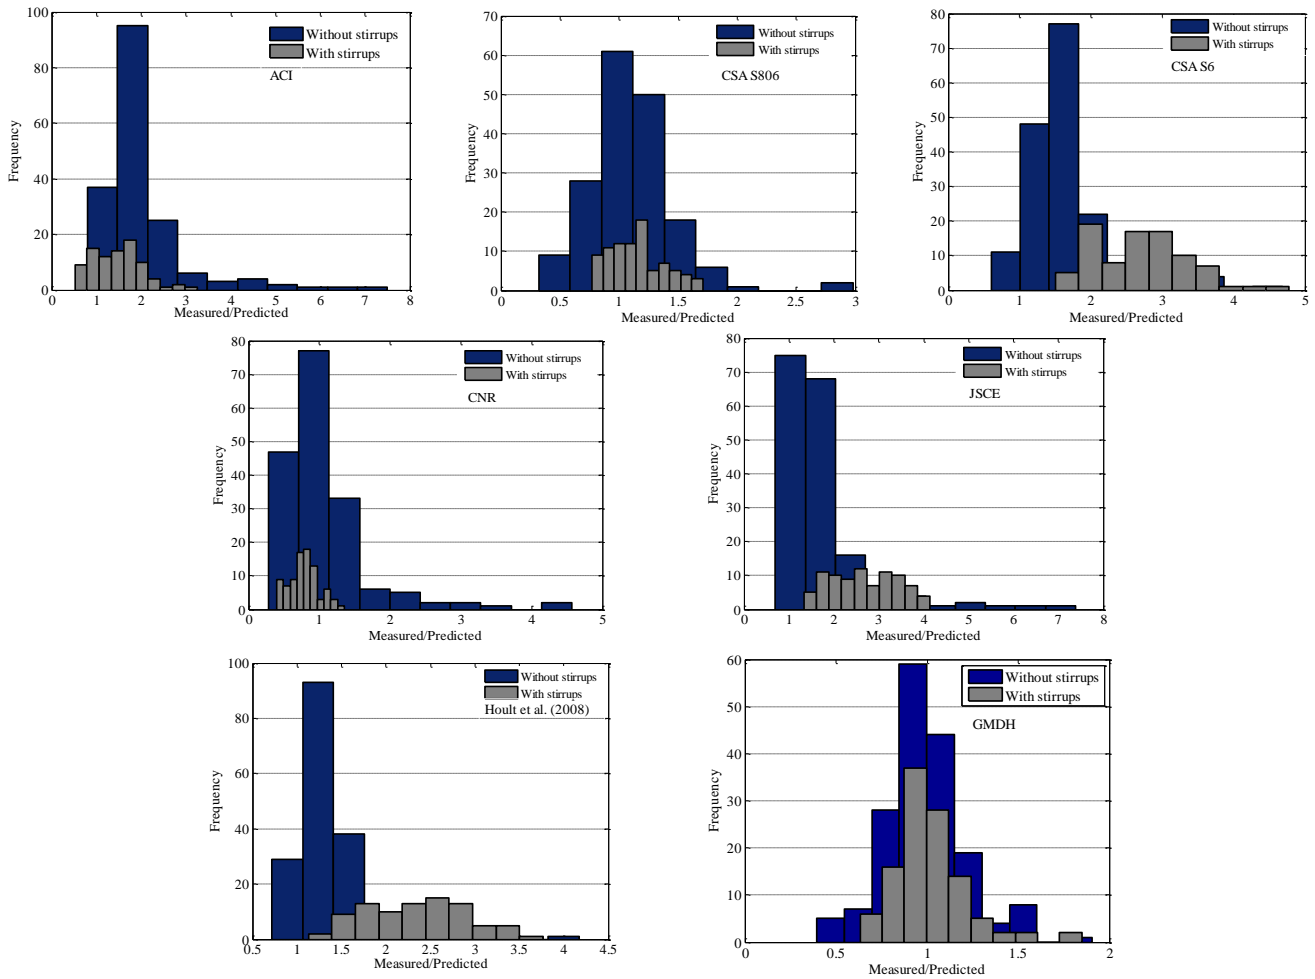 100
80
60
40
20
0
Frequency
0 1 2 3 4 5 6 7 8
Measured/Predicted
Without stirrups
With stirrups
ACI
70
60
50
40
30
20
10
0
Frequency
0 0.5 1 1.5 2 2.5 3
Measured/Predicted
Without stirrups
With stirrups
CSA S806
80
70
60
50
40
30
20
10
0
Frequency
0 1 2 3 4 5
Measured/Predicted
Without stirrups
With stirrups
CSA S6
80
70
60
50
40
30
20
10
0
Frequency
0 1 2 3 4 5
Measured/Predicted
Without stirrups
With stirrups
CNR
80
70
60
50
40
30
20
10
0
Frequency
0 1 2 3 4 5 6 7 8
Measured/Predicted
Without stirrups
With stirrups
JSCE
100
80
60
40
20
0
Frequency
0.5 1 1.5 2 2.5 3 3.5 4 4.5
Measured/Predicted
Without stirrups
With stirrups
Hoult et al. (2008)
60
50
40
30
20
10
0
Frequency
0 0.5 1 1.5 2
Measured/Predicted
Without stirrups
With stirrups
GMDH